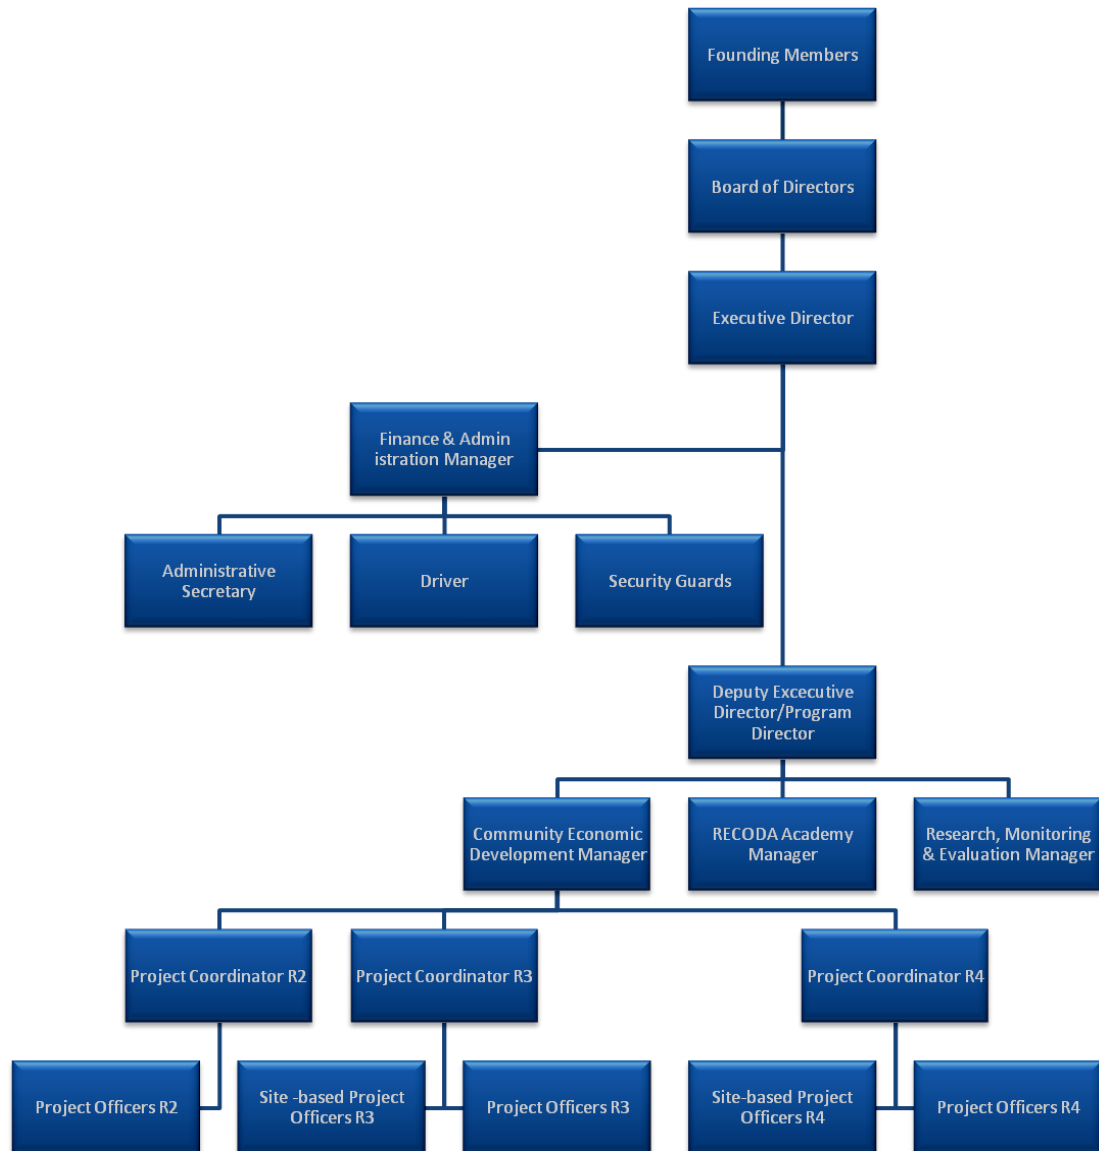 Founding Members
Board of Directors
Executive Director
Finance & Admin
istration Manager
Administrative
Secretary
Driver
Security Guards
Deputy Excecutive
Director/Program
Director
Community Economic
Development Manager
RECODA Academy
Manager
Research, Monitoring
& Evaluation Manager
Project Coordinator R2
Project Coordinator R3
Project Coordinator R4
Project Officers R2
Site -based Project
Officers R3
Project Officers R3
Site-based Project
Officers R4
Project Officers R4